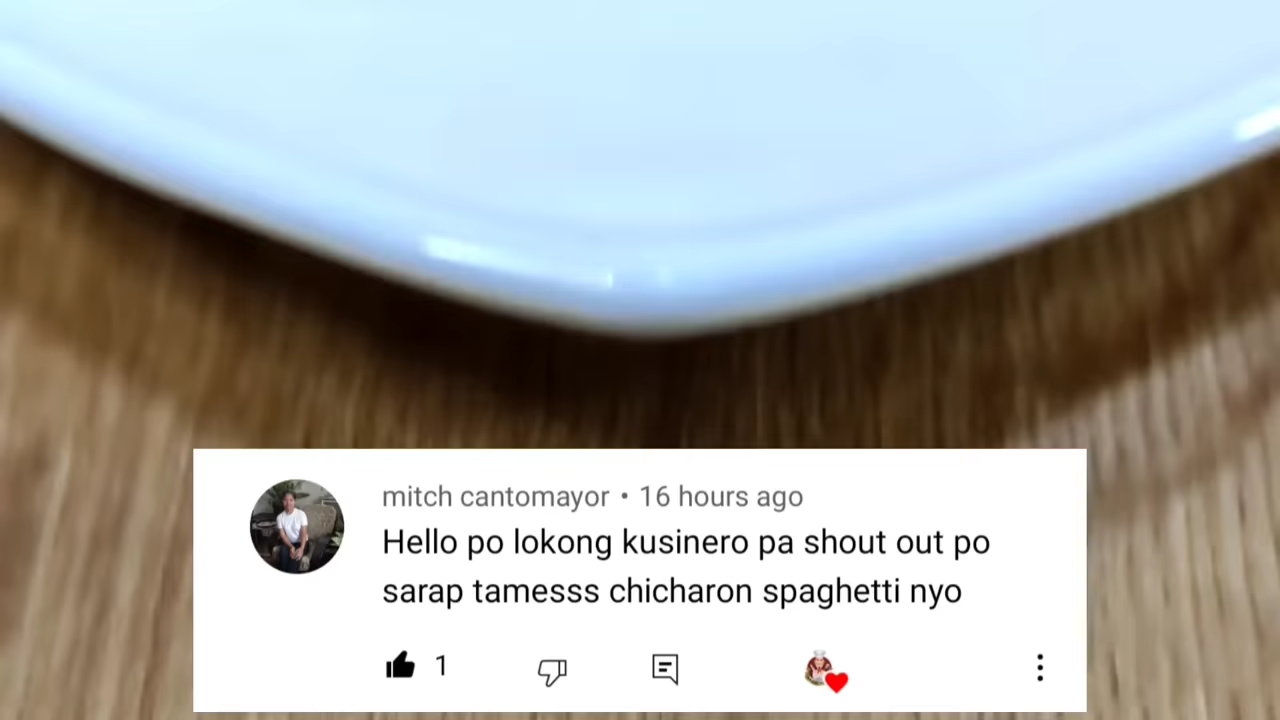 mitch cantomayor • 16 hours ago
Hello po lokong kusinero pa shout out po
sarap tamesss chicharon spaghetti nyo
1